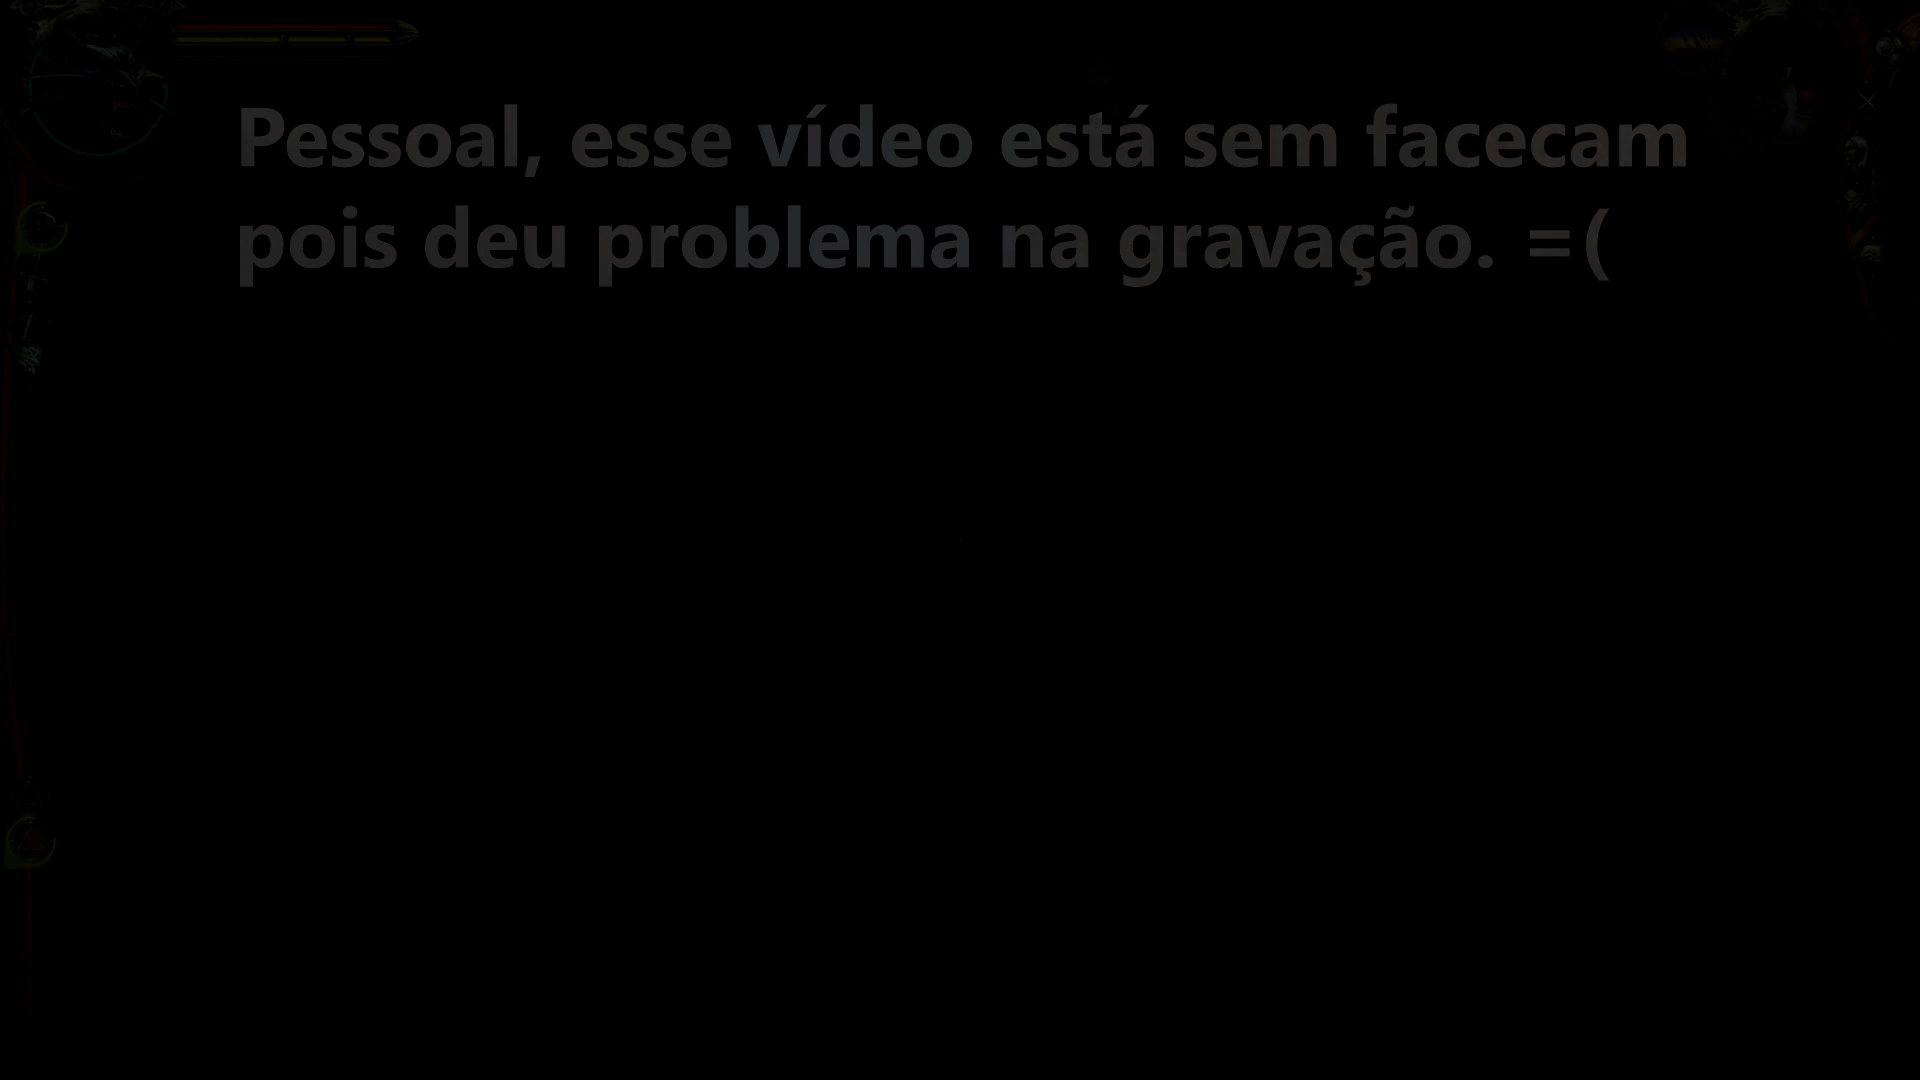 Pessoal, esse vídeo está sem facecam
pois deu problema na gravação. =(